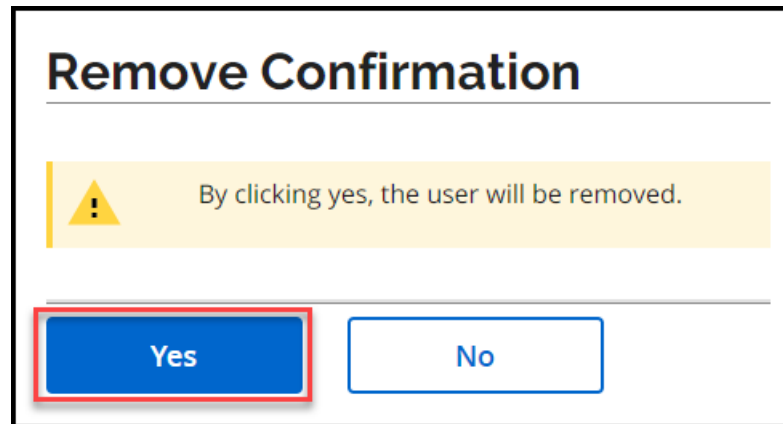 Remove Confirmation
By clicking yes, the user will be removed.
Yes No